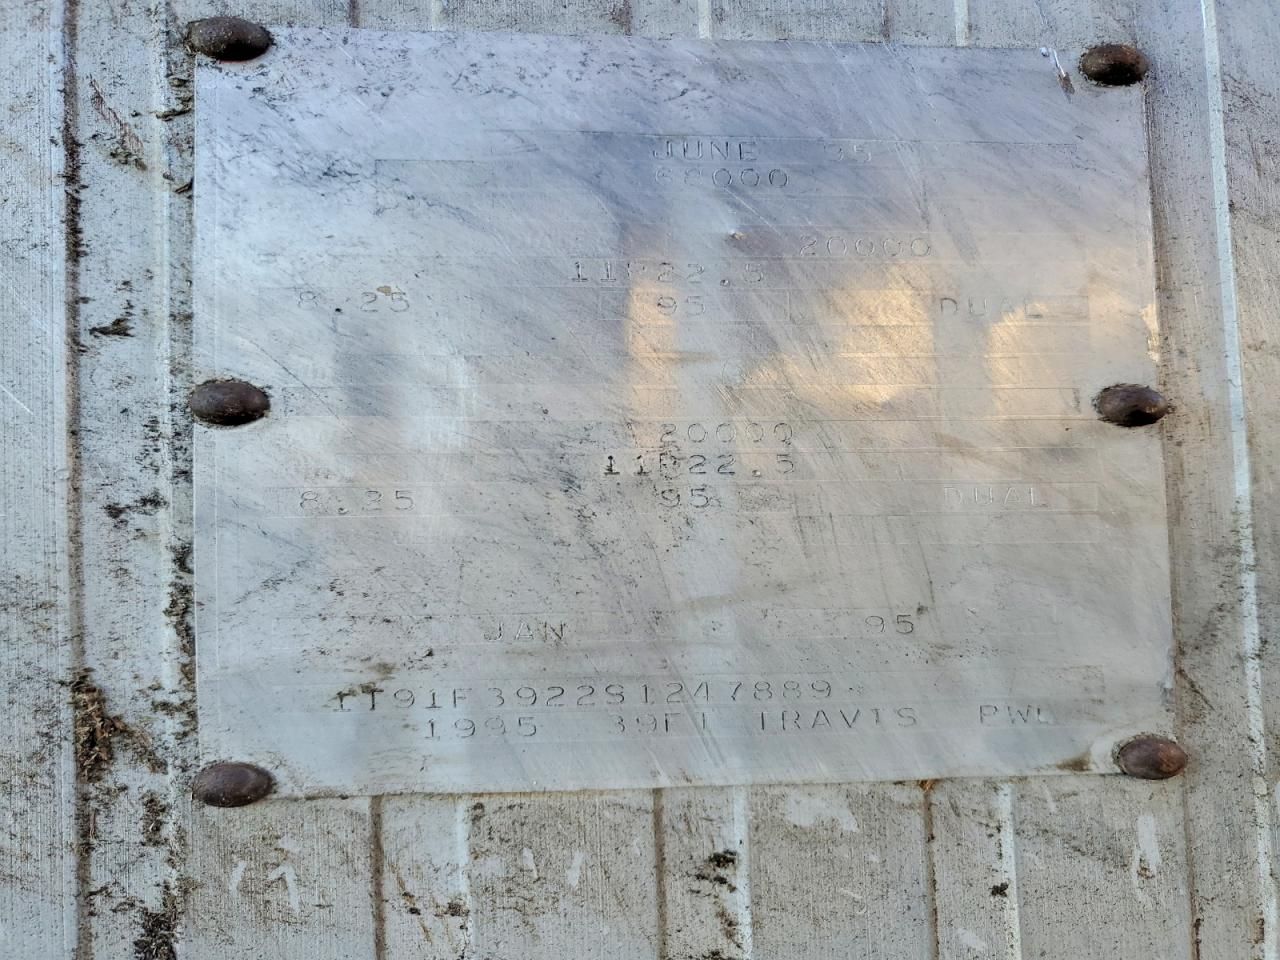 JUNE 95
68000
20000
11R22.5
8.25 95 DUAL
20000
11R22.5
8.25 95 DUAL
JAN 95
1T91F3922S1247889
1995 39FT TRAVIS PWL